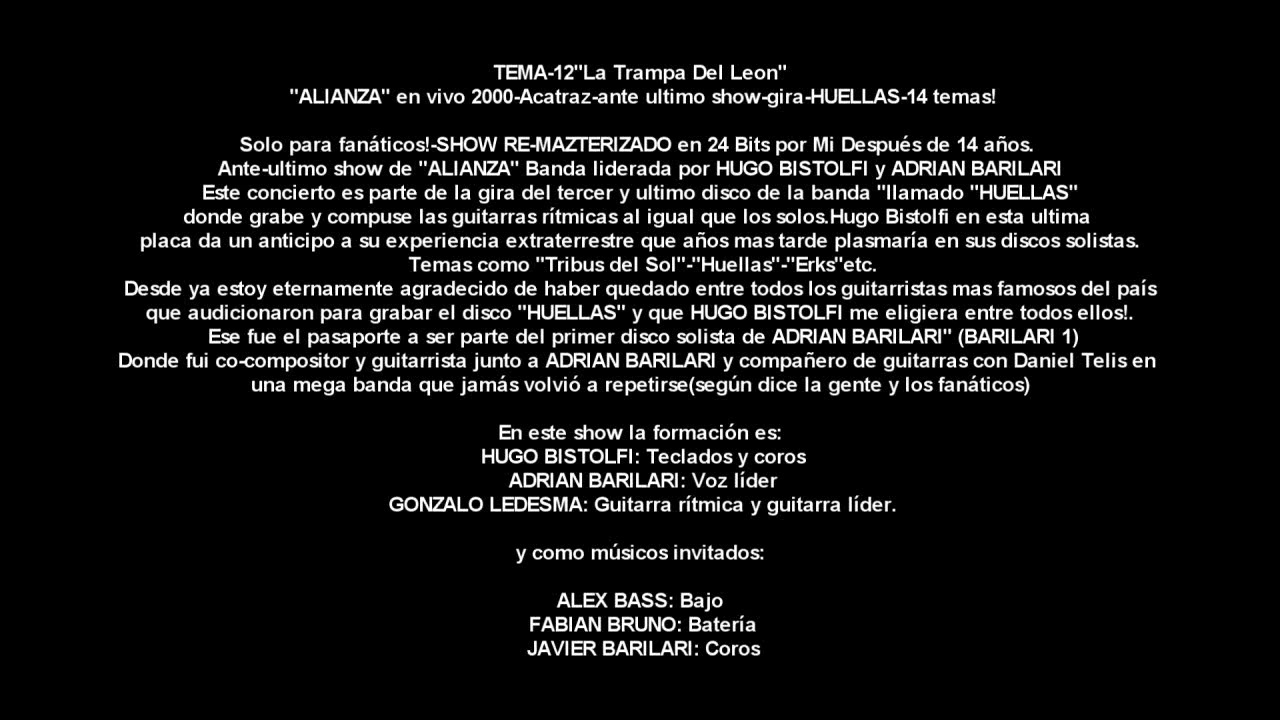 TEMA-12"La Trampa Del Leon"
"ALIANZA" en vivo 2000-Acatraz-ante ultimo show-gira-HUELLAS-14 temas!
Solo para fanáticos!-SHOW RE-MAZTERIZADO en 24 Bits por Mi Después de 14 años.
Ante-ultimo show de "ALIANZA" Banda liderada por HUGO BISTOLFI y ADRIAN BARILARI
Este concierto es parte de la gira del tercer y ultimo disco de la banda "llamado "HUELLAS"
donde grabe y compuse las guitarras rítmicas al igual que los solos.Hugo Bistolfi en esta ultima
placa da un anticipo a su experiencia extraterrestre que años mas tarde plasmaría en sus discos solistas.
Temas como "Tribus del Sol"-"Huellas"-"Erks"etc.
Desde ya estoy eternamente agradecido de haber quedado entre todos los guitarristas mas famosos del país
que audicionaron para grabar el disco "HUELLAS" y que HUGO BISTOLFI me eligiera entre todos ellos!.
Ese fue el pasaporte a ser parte del primer disco solista de ADRIAN BARILARI" (BARILARI 1)
Donde fui co-compositor y guitarrista junto a ADRIAN BARILARI y compañero de guitarras con Daniel Telis en
una mega banda que jamás volvió a repetirse(según dice la gente y los fanáticos)
En este show la formación es:
HUGO BISTOLFI: Teclados y coros
ADRIAN BARILARI: Voz líder
GONZALO LEDESMA: Guitarra rítmica y guitarra líder.
y como músicos invitados:
ALEX BASS: Bajo
FABIAN BRUNO: Batería
JAVIER BARILARI: Coros